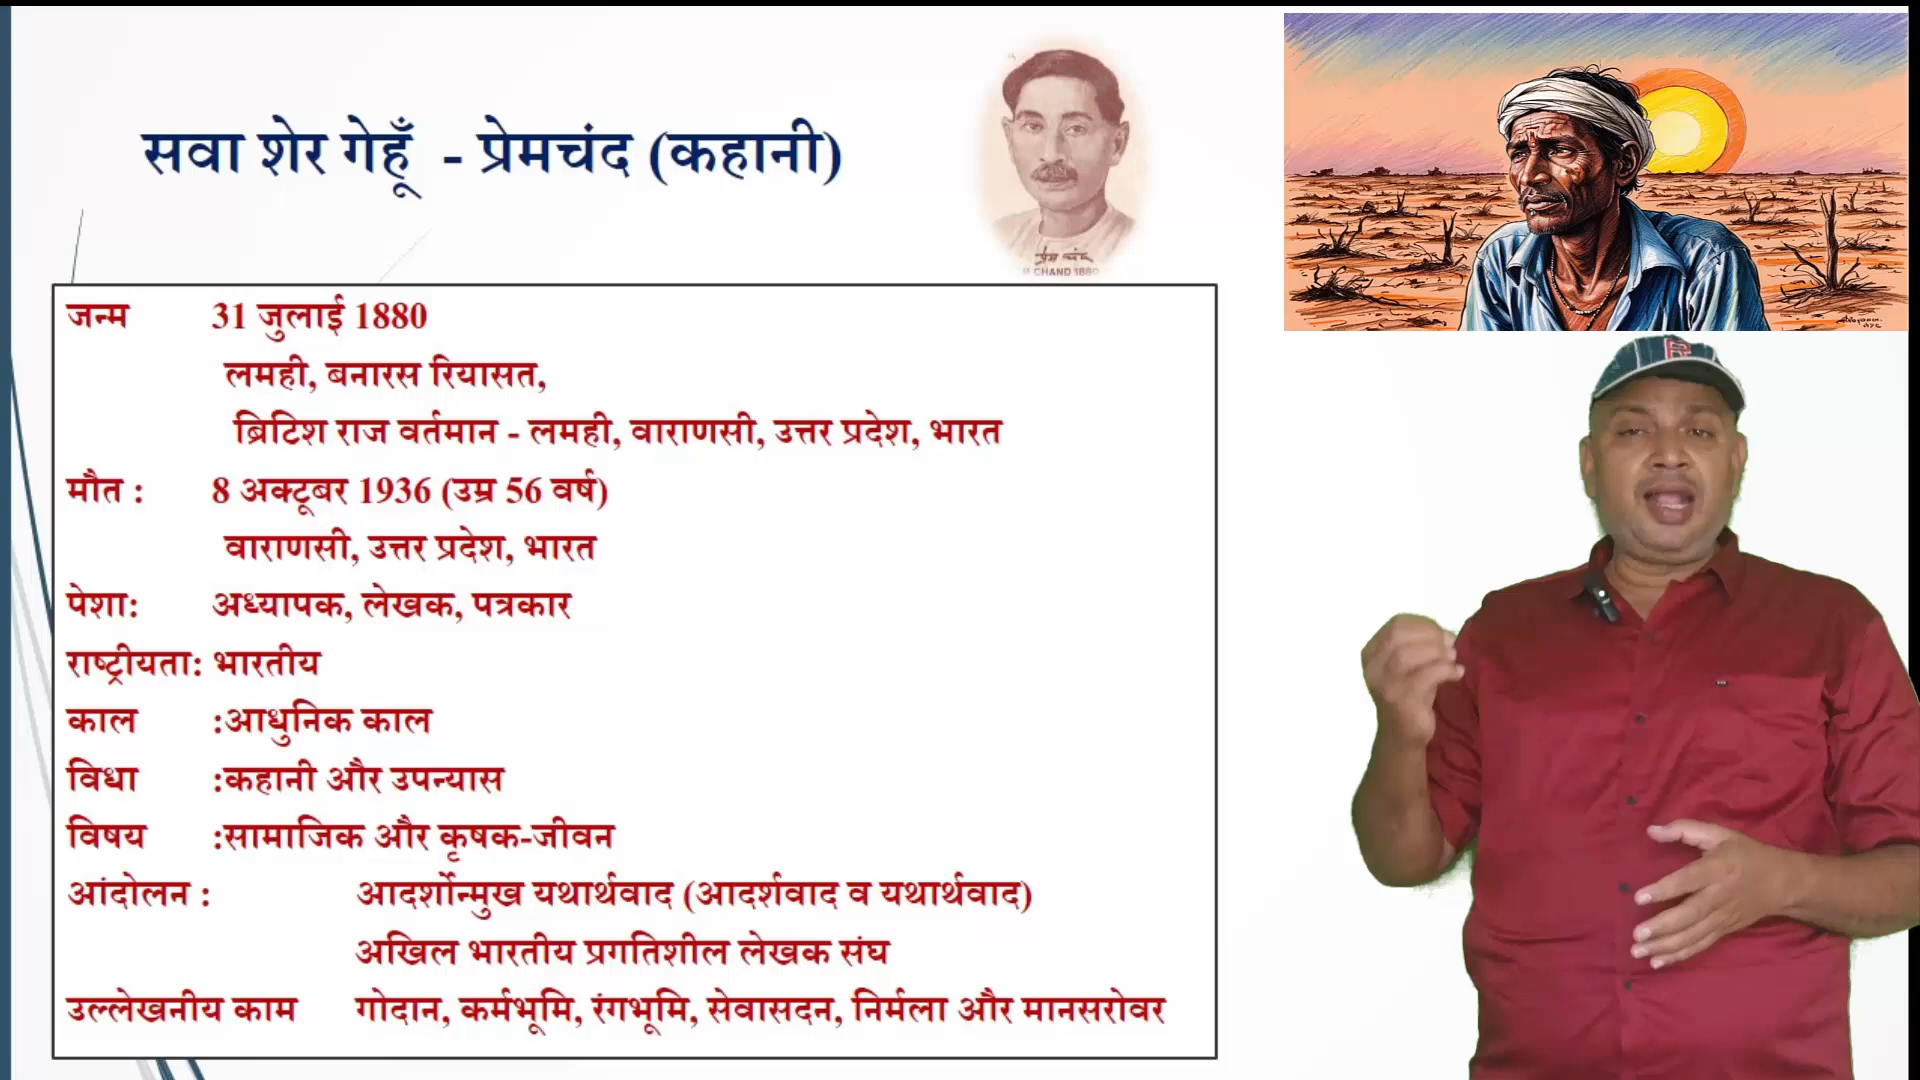 सवा शेर गेहूँ - प्रेमचंद (कहानी)
प्रेम चंद
M CHAND 1880
जन्म 31 जुलाई 1880
लमही, बनारस रियासत,
ब्रिटिश राज वर्तमान - लमही, वाराणसी, उत्तर प्रदेश, भारत
मौत : 8 अक्टूबर 1936 (उम्र 56 वर्ष)
वाराणसी, उत्तर प्रदेश, भारत
पेशा: अध्यापक, लेखक, पत्रकार
राष्ट्रीयता: भारतीय
काल :आधुनिक काल
विधा :कहानी और उपन्यास
विषय :सामाजिक और कृषक-जीवन
आंदोलन : आदर्शोन्मुख यथार्थवाद (आदर्शवाद व यथार्थवाद)
अखिल भारतीय प्रगतिशील लेखक संघ
उल्लेखनीय काम गोदान, कर्मभूमि, रंगभूमि, सेवासदन, निर्मला और मानसरोवर